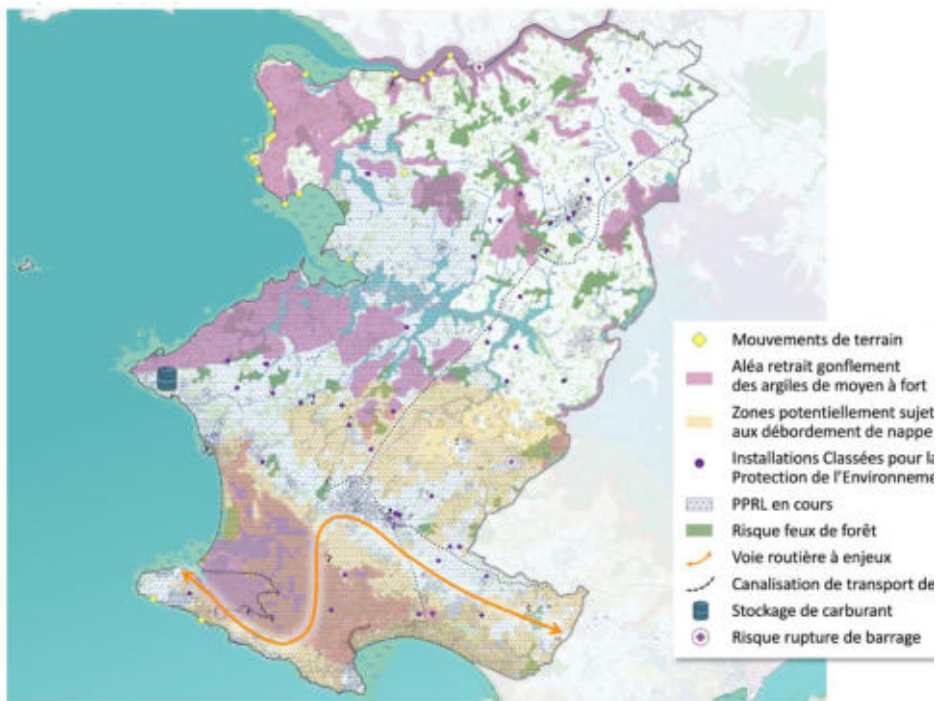 Mouvements de terrain
Aléa retrait gonflement
des argiles de moyen à fort
Zones potentiellement sujet
aux débordement de nappe
Installations Classées pour la
Protection de l'Environneme
PPRL en cours
Risque feux de forêt
Voie routière à enjeux
Canalisation de transport de
Stockage de carburant
Risque rupture de barrage